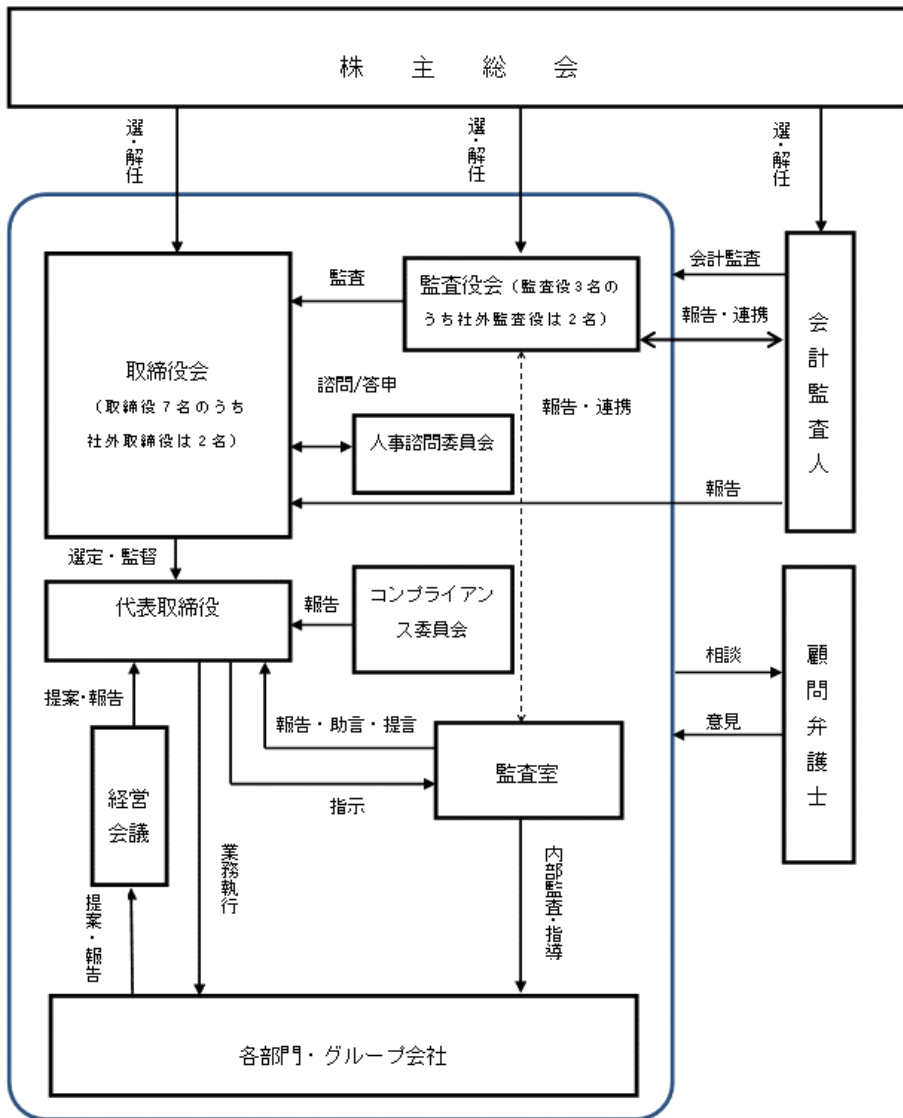 株主総会
選・解任
選・解任
選・解任
監査
監査役会（監査役3名の
うち社外監査役は2名）
会計監査
報告・連携
会計監査人
取締役会
（取締役7名のうち
社外取締役は2名）
諮問/答申
人事諮問委員会
報告・連携
報告
選定・監督
代表取締役
報告
コンプライアン
ス委員会
相談
意見
顧問弁護士
提案・報告
報告・助言・提言
監査室
指示
経営
会議
業務執行
内部監査・指導
提案・報告
各部門・グループ会社